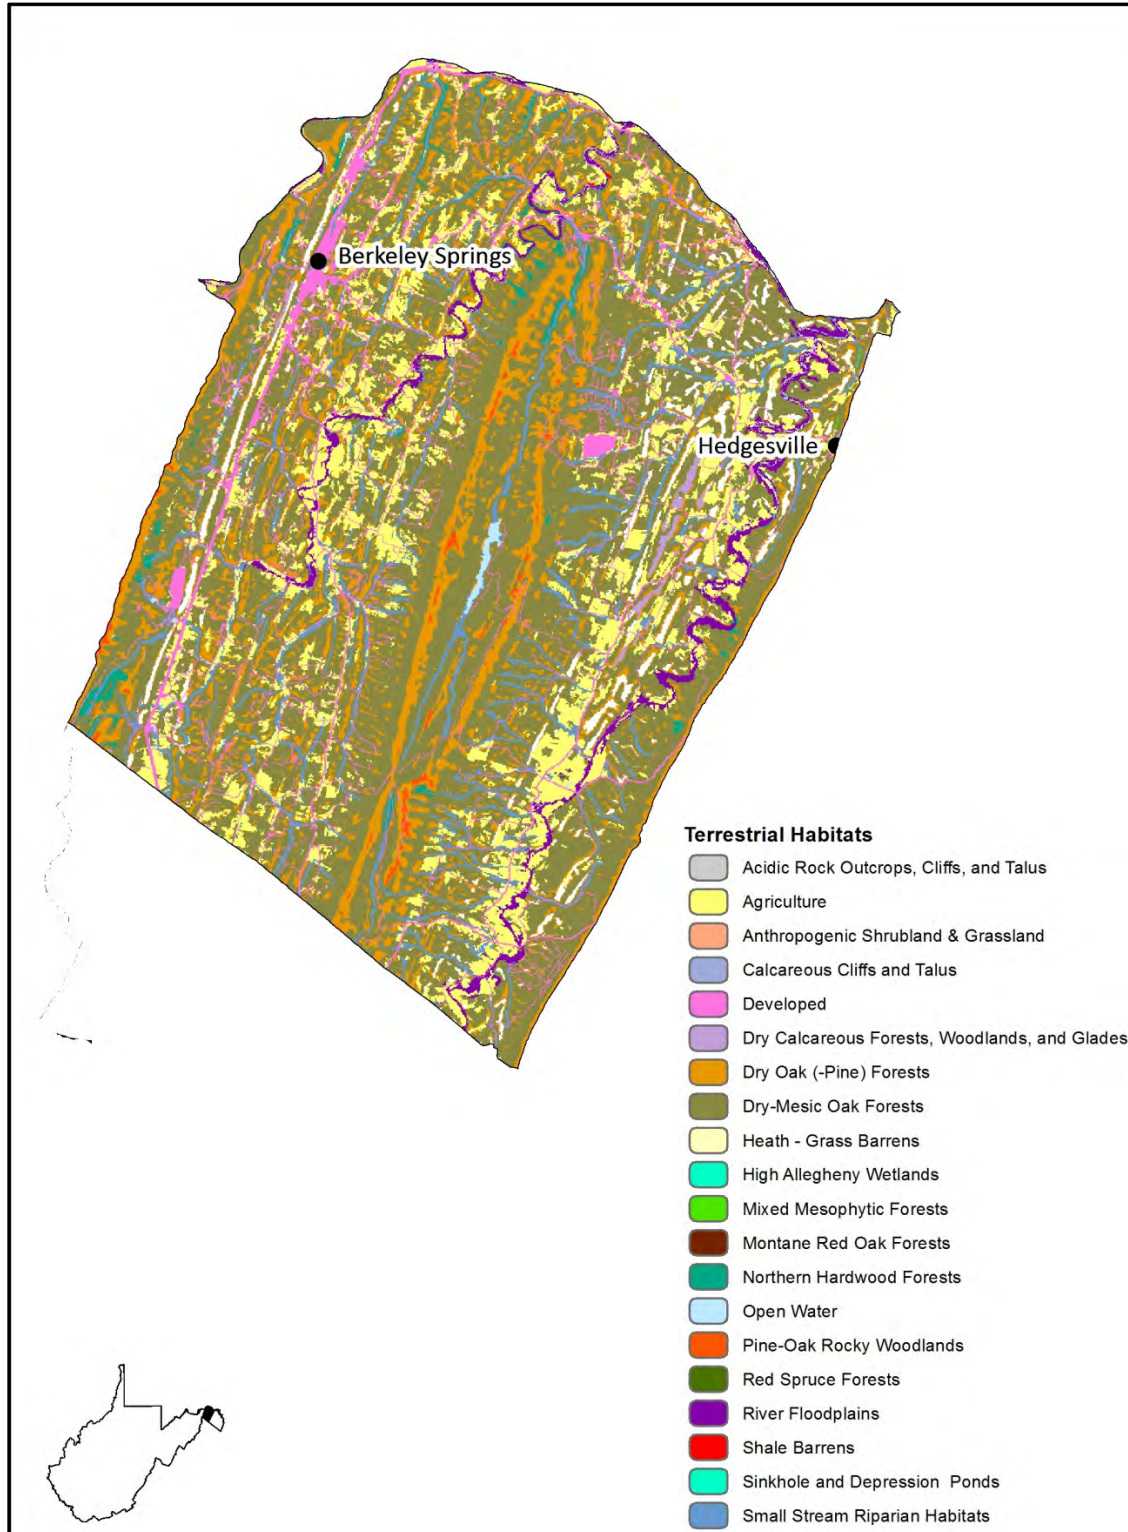 Berkeley Springs
Hedgesville
Terrestrial Habitats
Acidic Rock Outcrops, Cliffs, and Talus
Agriculture
Anthropogenic Shrubland & Grassland
Calcareous Cliffs and Talus
Developed
Dry Calcareous Forests, Woodlands, and Glades
Dry Oak (-Pine) Forests
Dry-Mesic Oak Forests
Heath - Grass Barrens
High Allegheny Wetlands
Mixed Mesophytic Forests
Montane Red Oak Forests
Northern Hardwood Forests
Open Water
Pine-Oak Rocky Woodlands
Red Spruce Forests
River Floodplains
Shale Barrens
Sinkhole and Depression Ponds
Small Stream Riparian Habitats